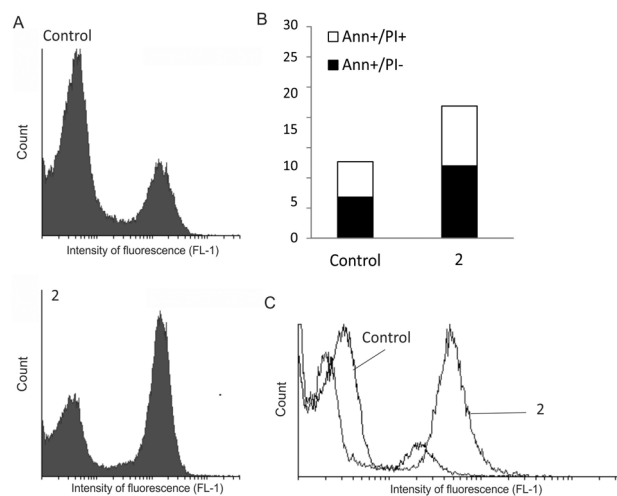 A
Control
Count
Intensity of fluorescence (FL-1)
2
Count
Intensity of fluorescence (FL-1)
B
30
25
20
15
10
5
0
Ann+/PI+
Ann+/PI-
Control
2
C
Control
2
Count
Intensity of fluorescence (FL-1)